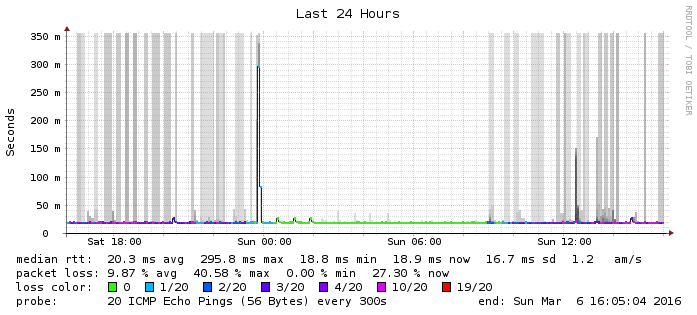 Last 24 Hours
RRDTOOL / TOBI OETIKER
Seconds
350 m
300 m
250 m
200 m
150 m
100 m
50 m
0
Sat 18:00 Sun 00:00 Sun 06:00 Sun 12:00
median rtt: 20.3 ms avg 295.8 ms max 18.8 ms min 18.9 ms now 16.7 ms sd 1.2 am/s
packet loss: 9.87 % avg 40.58 % max 0.00 % min 27.30 % now
loss color: 0 1/20 2/20 3/20 4/20 10/20 19/20
probe: 20 ICMP Echo Pings (56 Bytes) every 300s end: Sun Mar 6 16:05:04 2016